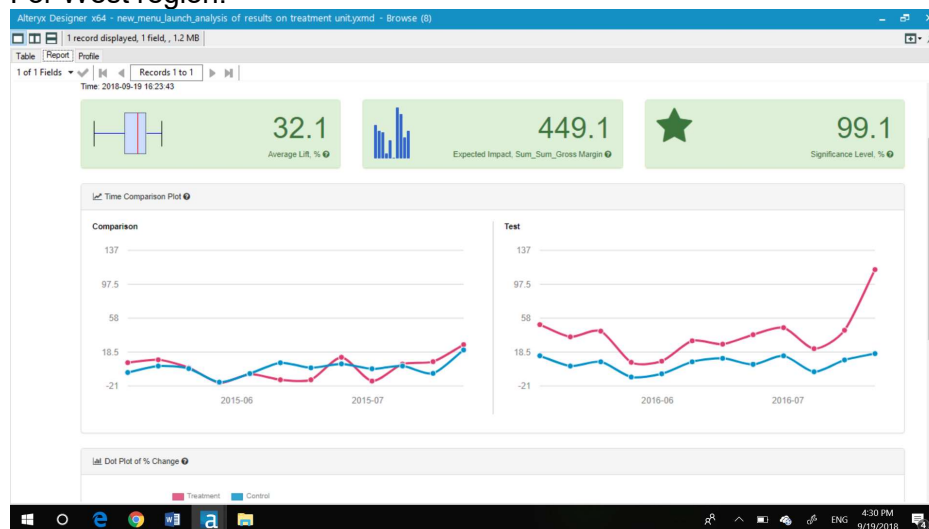 For West region:
Alteryx Designer x64 - new_menu_launch_analysis of results on treatment unit.yxmd - Browse (8)
1 record displayed, 1 field, , 1.2 MB
Table Report Profile
1 of 1 Fields Records 1 to 1
Time: 2018-09-19 16:23:43
32.1
Average Lift, %
449.1
Expected Impact, Sum_Sum_Gross Margin
99.1
Significance Level, %
Time Comparison Plot
Comparison
137
97.5
58
18.5
-21
2015-06 2015-07
Test
137
97.5
58
18.5
-21
2016-06 2016-07
Dot Plot of % Change
Treatment Control
ENG
4:30 PM
9/19/2018
4